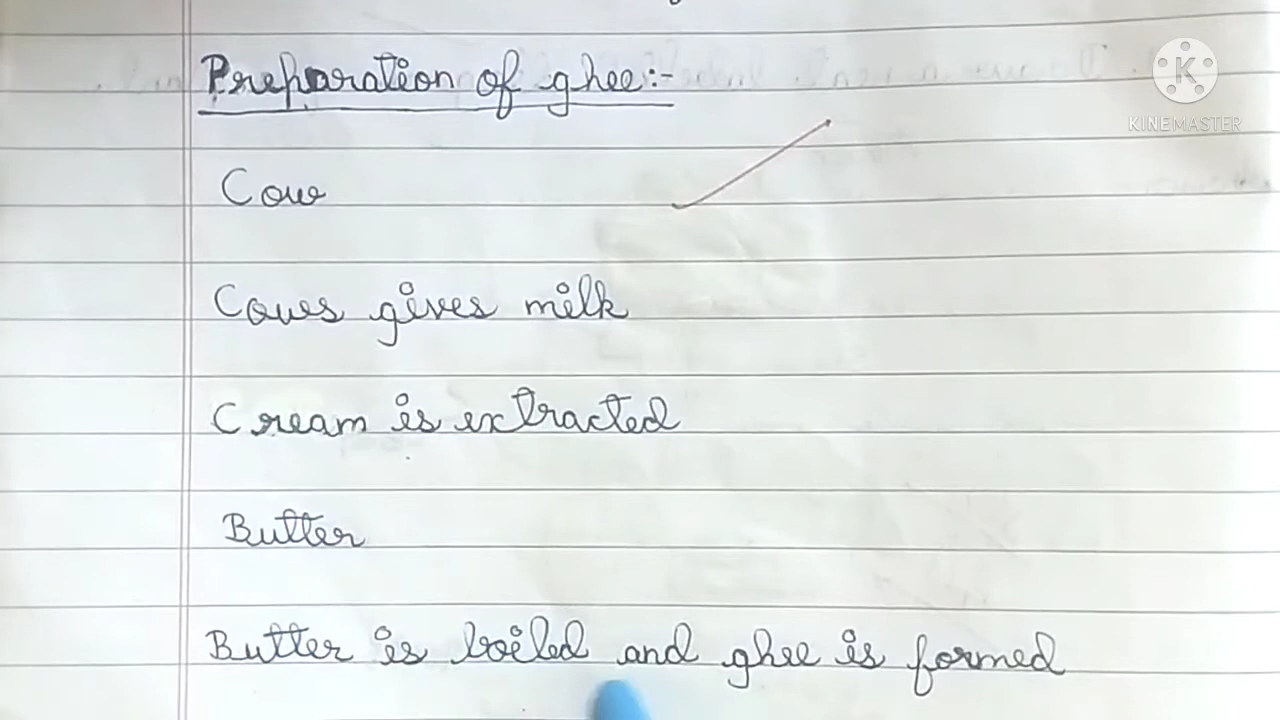 Preparation of ghee:-
KINEMASTER
Cow
Cows gives milk
Cream is extracted
Butter
Butter is boiled and ghee is formed